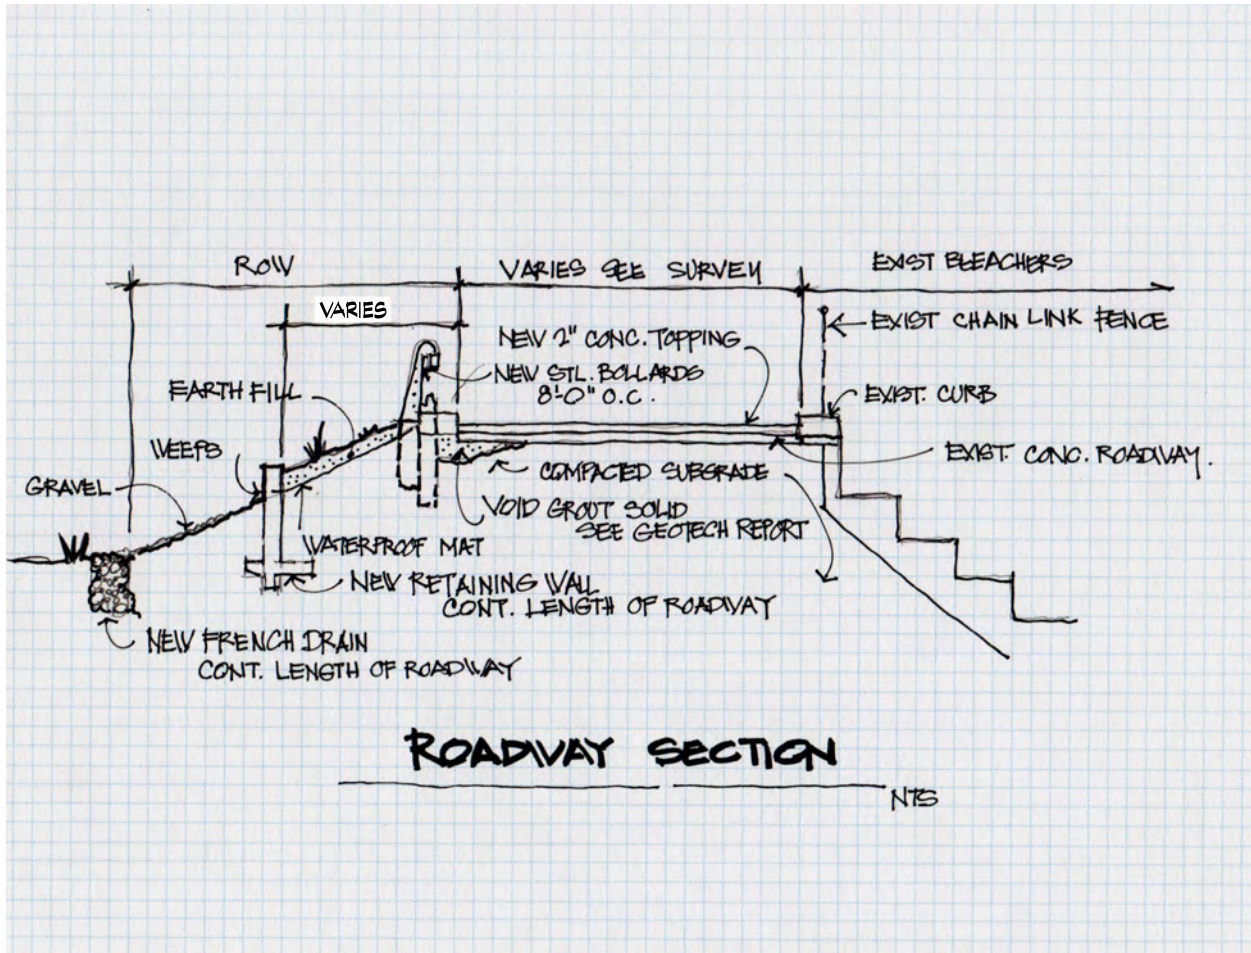 ROW
VARIES SEE SURVEY
EXIST BLEACHERS
VARIES
EXIST CHAIN LINK FENCE
NEW 2" CONC. TOPPING
NEW STL. BOLLARDS
8'-0" O.C.
EARTH FILL
EXIST. CURB
WEEPS
EXIST. CONC. ROADWAY.
COMPACTED SUBGRADE
GRAVEL
VOID GROUT SOLID
SEE GEOTECH REPORT
WATERPROOF MAT
NEW RETAINING WALL
CONT. LENGTH OF ROADWAY
NEW FRENCH DRAIN
CONT. LENGTH OF ROADWAY
ROADWAY SECTION
NTS